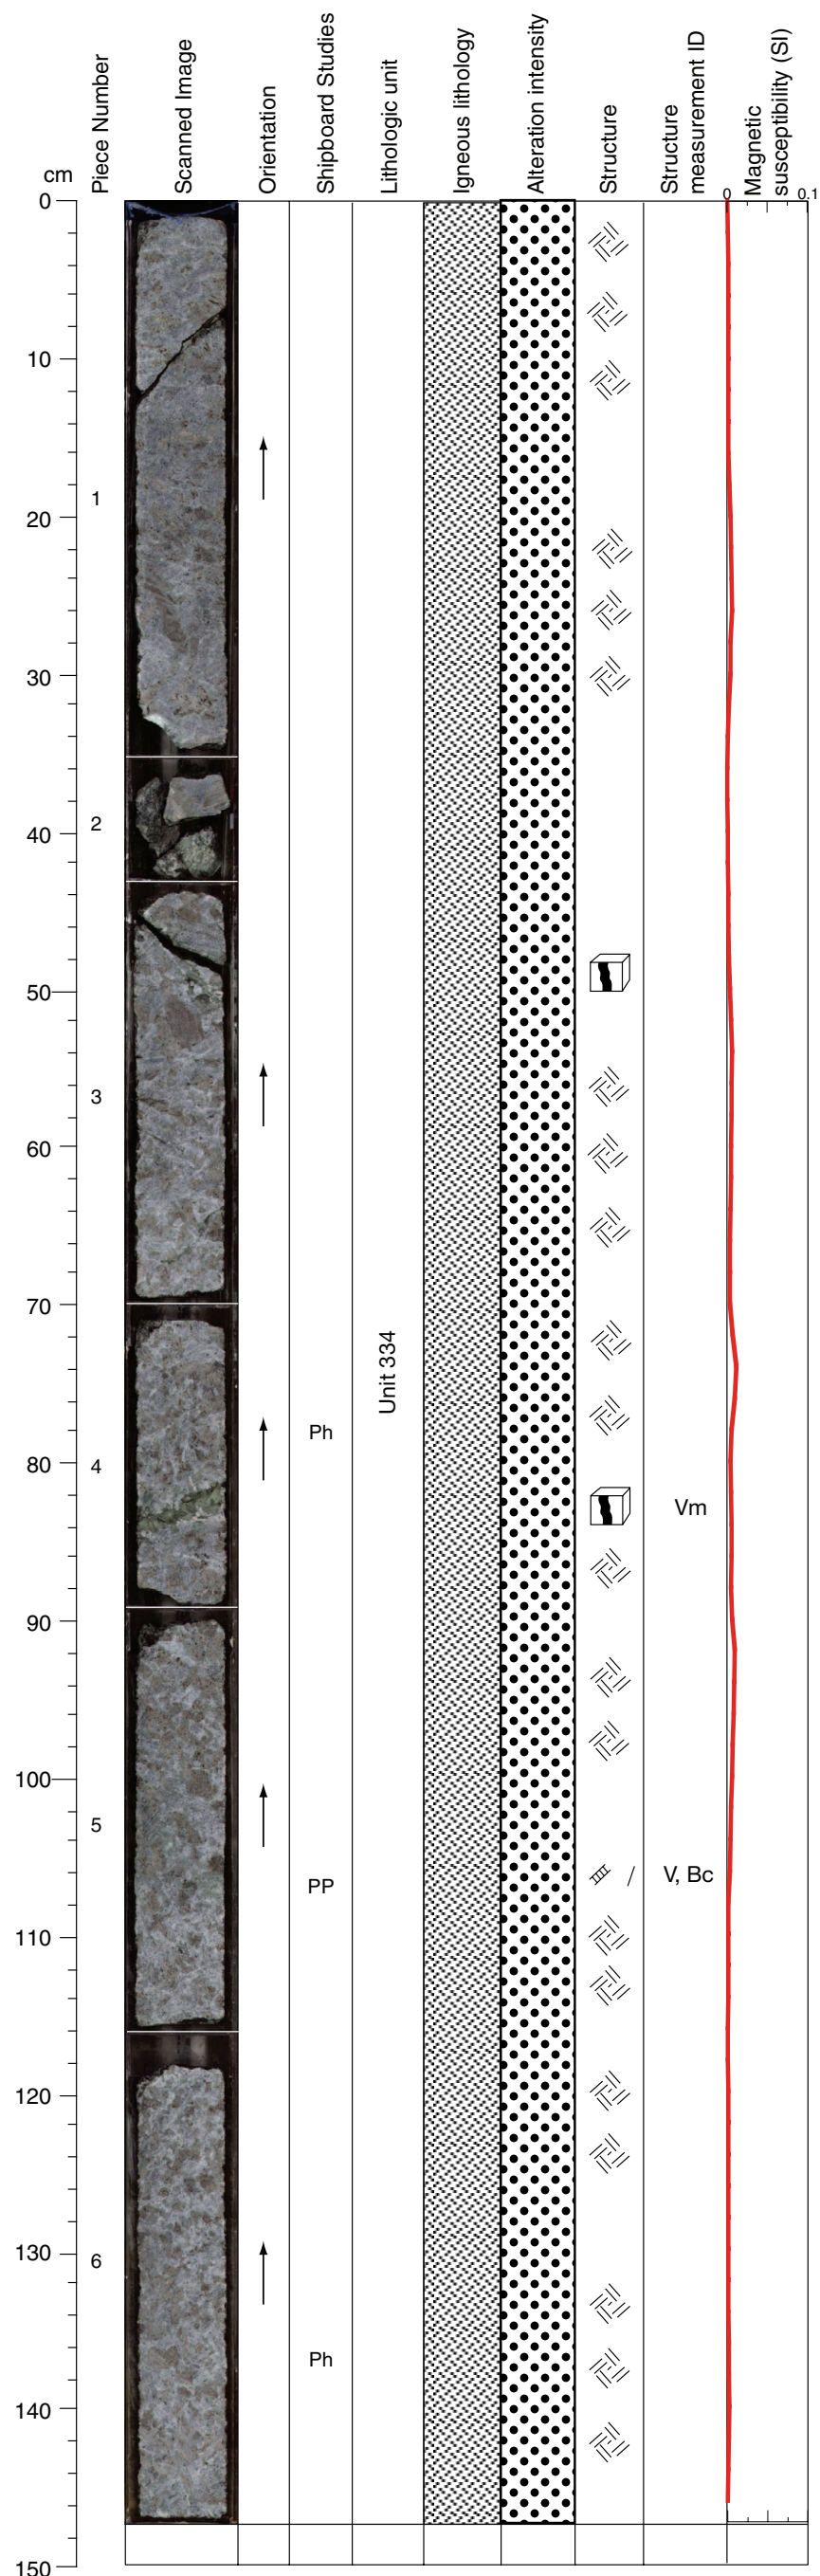 cm
Piece Number
Scanned Image
Orientation
Shipboard Studies
Lithologic unit
Igneous lithology
Alteration intensity
Structure
Structure
measurement ID
Magnetic
susceptibility (SI)
0
0.1
0
10
1
20
30
2
40
50
3
60
70
Unit 334
Ph
4
80
Vm
90
100
5
V, Bc
PP
110
120
130
6
Ph
140
150